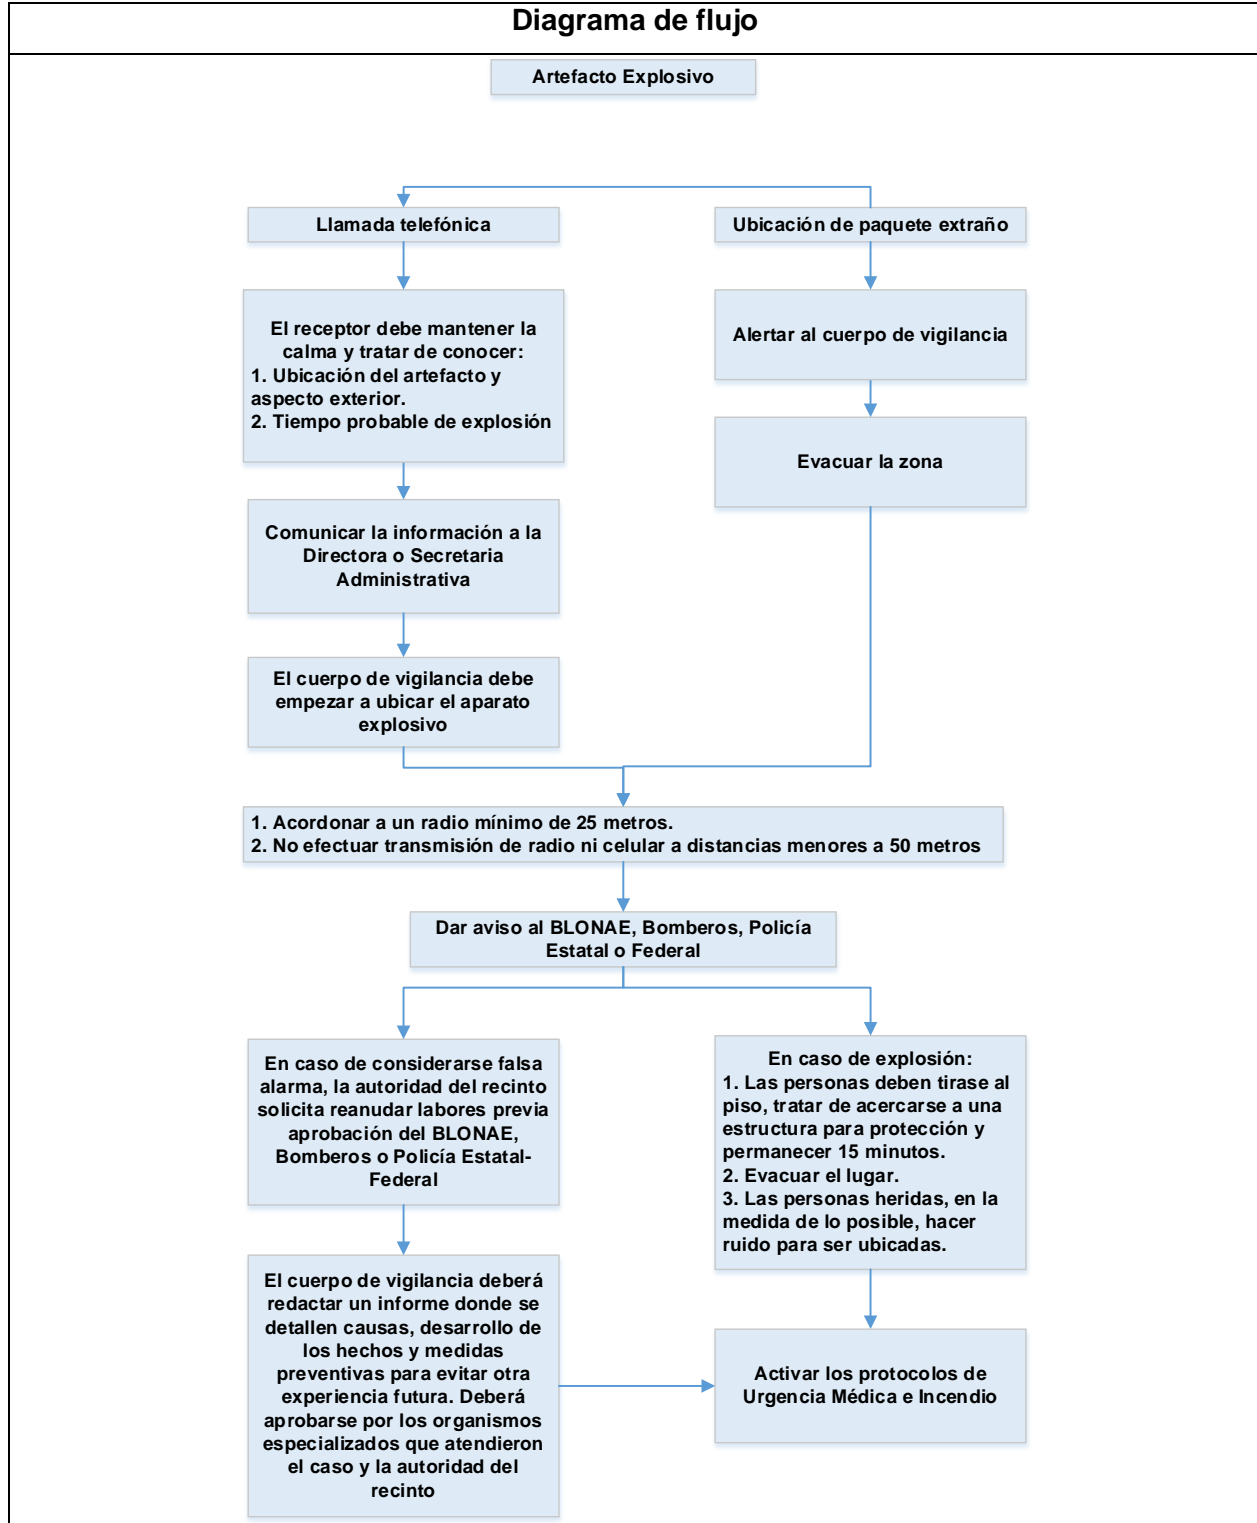 Diagrama de flujo
Artefacto Explosivo
Llamada telefónica
Ubicación de paquete extraño
El receptor debe mantener la
calma y tratar de conocer:
1. Ubicación del artefacto y
aspecto exterior.
2. Tiempo probable de explosión
Alertar al cuerpo de vigilancia
Evacuar la zona
Comunicar la información a la
Directora o Secretaria
Administrativa
El cuerpo de vigilancia debe
empezar a ubicar el aparato
explosivo
1. Acordonar a un radio mínimo de 25 metros.
2. No efectuar transmisión de radio ni celular a distancias menores a 50 metros
Dar aviso al BLONAE, Bomberos, Policía
Estatal o Federal
En caso de considerarse falsa
alarma, la autoridad del recinto
solicita reanudar labores previa
aprobación del BLONAE,
Bomberos o Policía Estatal-
Federal
En caso de explosión:
1. Las personas deben tirase al
piso, tratar de acercarse a una
estructura para protección y
permanecer 15 minutos.
2. Evacuar el lugar.
3. Las personas heridas, en la
medida de lo posible, hacer
ruido para ser ubicadas.
El cuerpo de vigilancia deberá
redactar un informe donde se
detallen causas, desarrollo de
los hechos y medidas
preventivas para evitar otra
experiencia futura. Deberá
aprobarse por los organismos
especializados que atendieron
el caso y la autoridad del
recinto
Activar los protocolos de
Urgencia Médica e Incendio